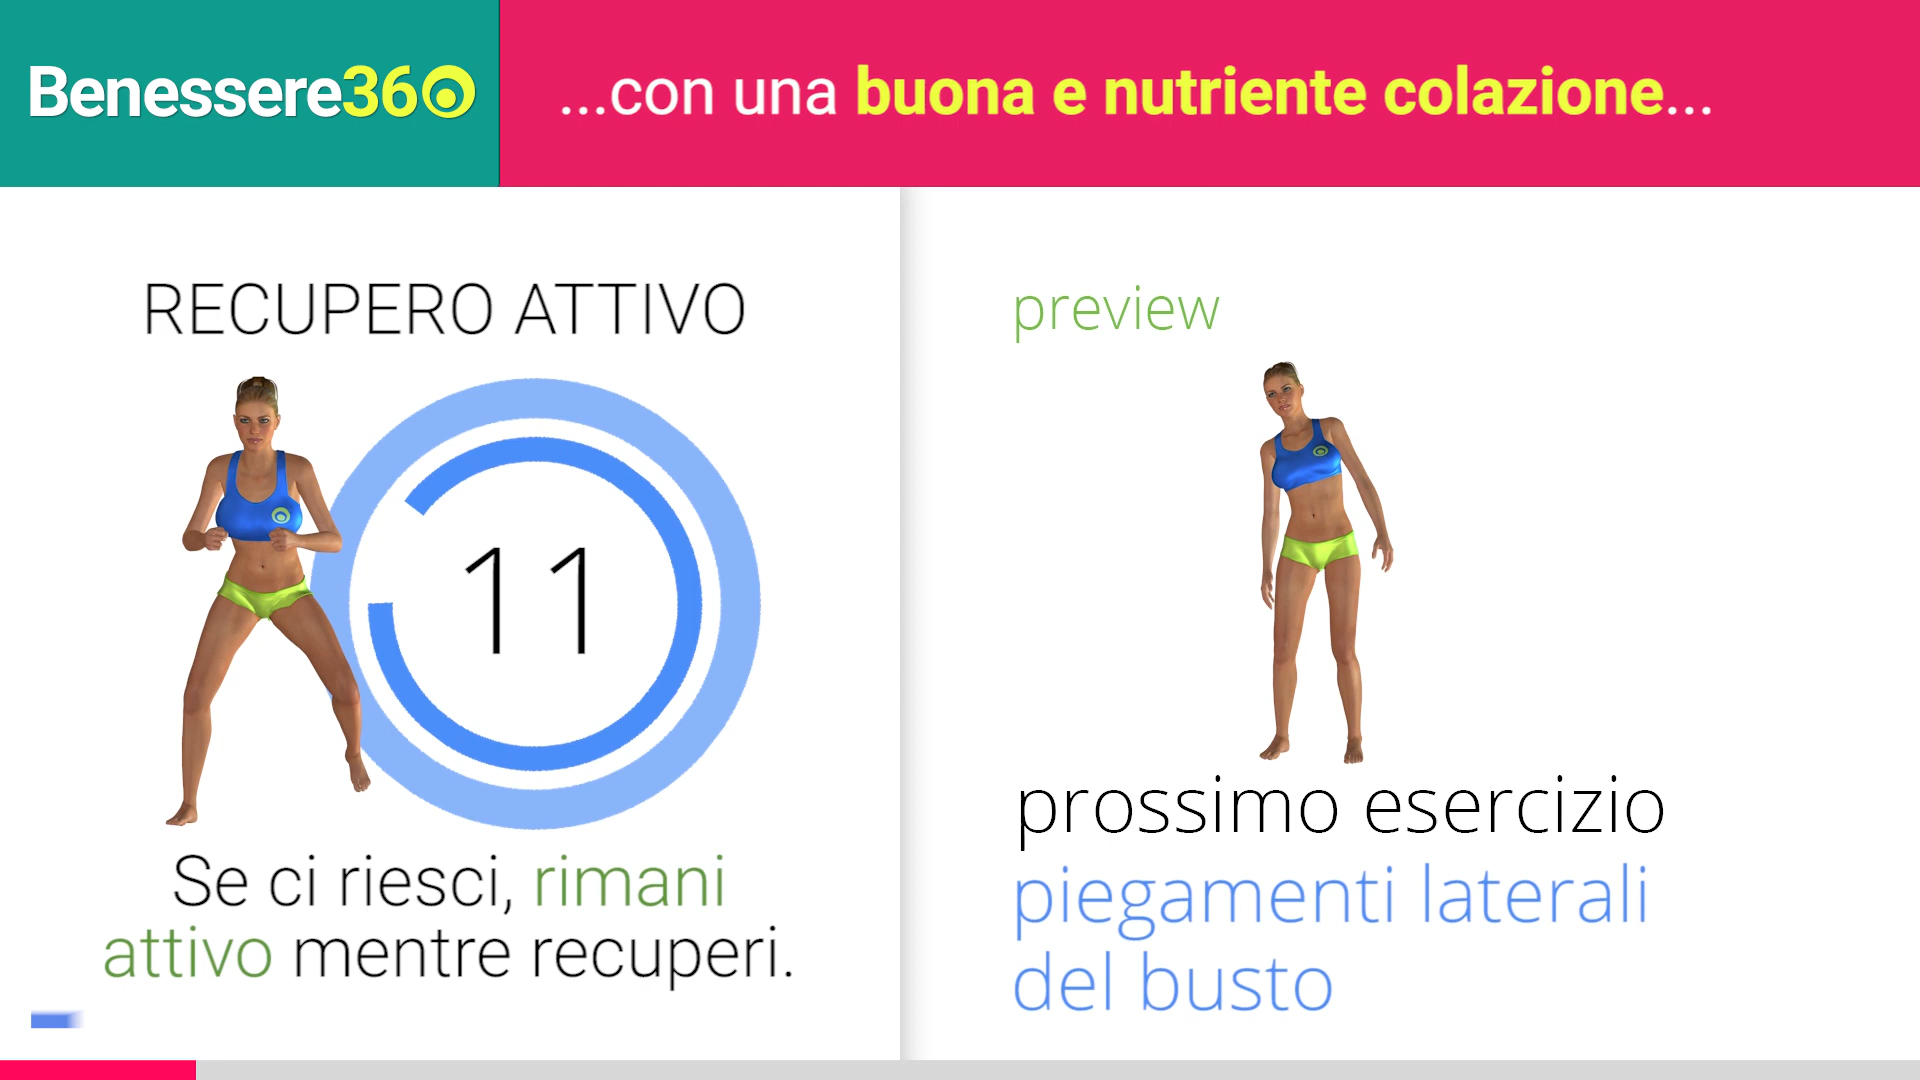 Benessere360
...con una buona e nutriente colazione...
RECUPERO ATTIVO
11
Se ci riesci, rimani
attivo mentre recuperi.
preview
prossimo esercizio
piegamenti laterali
del busto